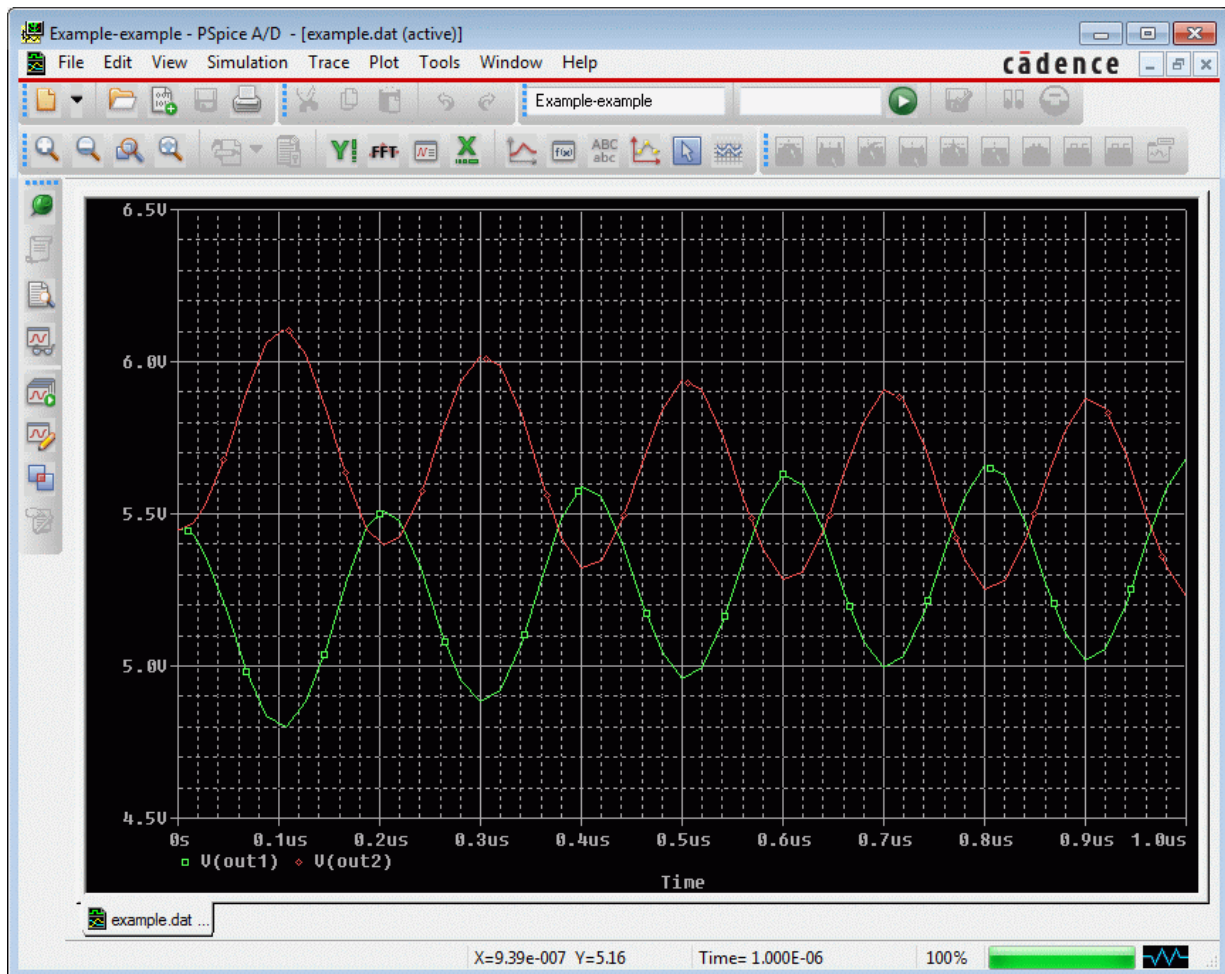 Example-example - PSpice A/D - [example.dat (active)]
File Edit View Simulation Trace Plot Tools Window Help cādence
Example-example
FFT f(x) ABC abc
6.5V
6.0V
5.5V
5.0V
4.5V
0s 0.1us 0.2us 0.3us 0.4us 0.5us 0.6us 0.7us 0.8us 0.9us 1.0us
V(out1) V(out2)
Time
example.dat ...
X=9.39e-007 Y=5.16 Time= 1.000E-06 100%